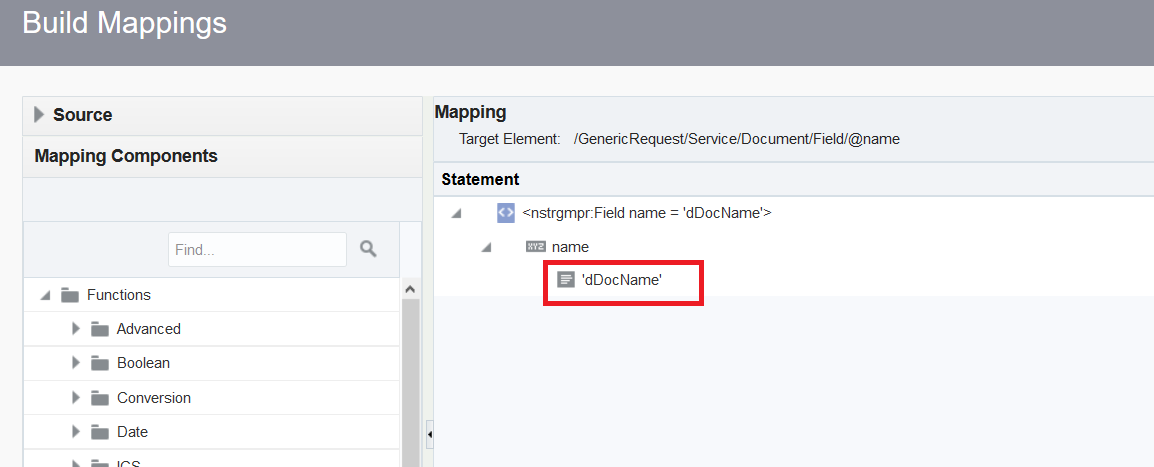 Build Mappings
Source
Mapping Components
Find...
Functions
Advanced
Boolean
Conversion
Date
ICS
Mapping
Target Element: /GenericRequest/Service/Document/Field/@name
Statement
<> <nstrgmpr:Field name = 'dDocName'>
XYZ name
'dDocName'